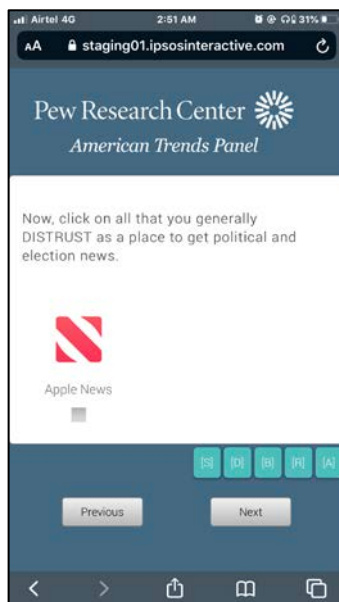 Airtel 4G 2:51 AM 31%
AA staging01.ipsosinteractive.com
Pew Research Center
American Trends Panel
Now, click on all that you generally
DISTRUST as a place to get political and
election news.
Apple News
[S] [D] [B] [R] [A]
Previous Next